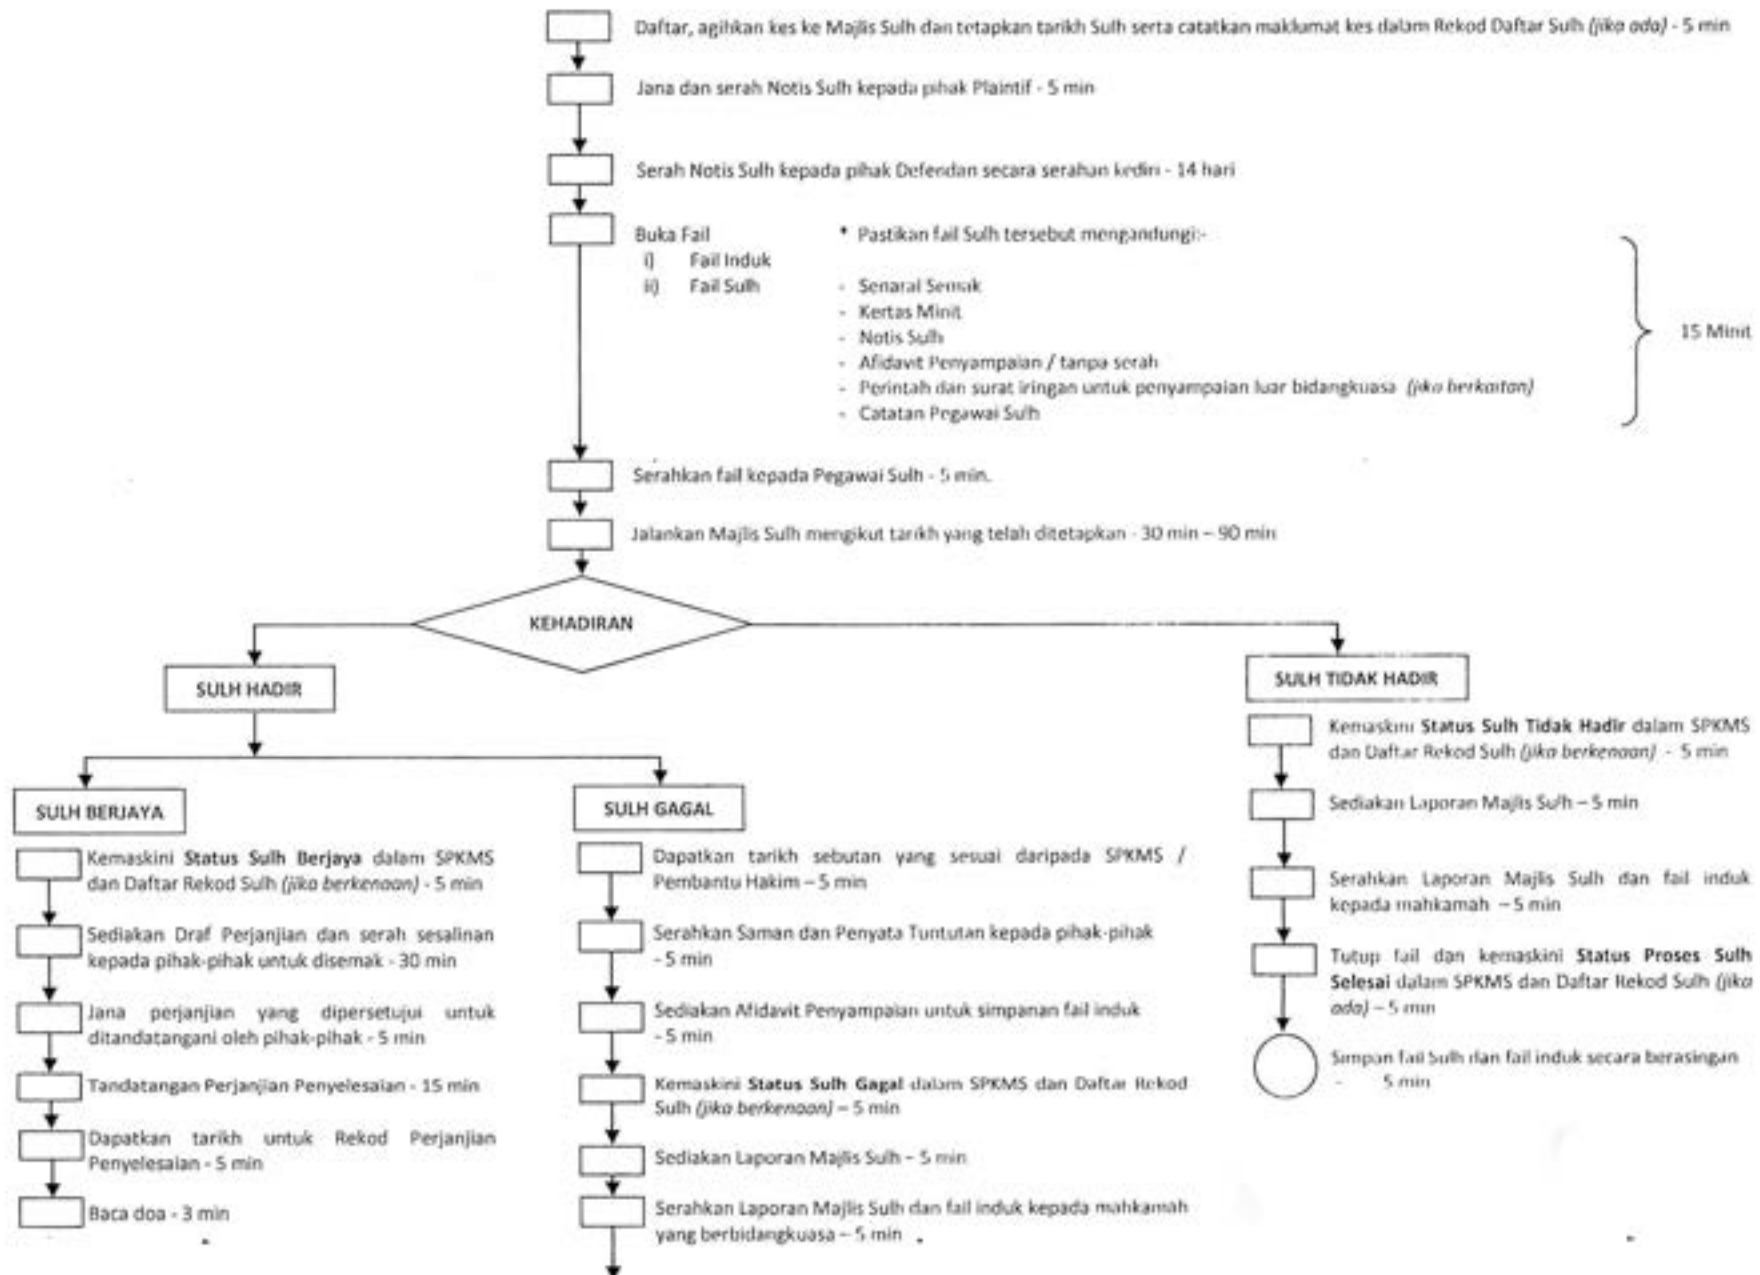 Daftar, agihkan kes ke Majlis Sulh dan tetapkan tarikh Sulh serta catatkan maklumat kes dalam Rekod Daftar Sulh (jika ada) - 5 min
Jana dan serah Notis Sulh kepada pihak Plaintif - 5 min
Serah Notis Sulh kepada pihak Defendan secara serahan kediri - 14 hari
Buka Fail
i) Fail Induk
ii) Fail Sulh
* Pastikan fail Sulh tersebut mengandungi:-
- Senarai Semak
- Kertas Minit
- Notis Sulh
- Afidavit Penyampaian / tanpa serah
- Perintah dan surat iringan untuk penyampaian luar bidangkuasa (jika berkaitan)
- Catatan Pegawai Sulh
15 Minit
Serahkan fail kepada Pegawai Sulh - 5 min.
Jalankan Majlis Sulh mengikut tarikh yang telah ditetapkan - 30 min – 90 min
KEHADIRAN
SULH HADIR
SULH BERJAYA
Kemaskini Status Sulh Berjaya dalam SPKMS
dan Daftar Rekod Sulh (jika berkenaan) - 5 min
Sediakan Draf Perjanjian dan serah sesalinan
kepada pihak-pihak untuk disemak - 30 min
Jana perjanjian yang dipersetujui untuk
ditandatangani oleh pihak-pihak - 5 min
Tandatangan Perjanjian Penyelesaian - 15 min
Dapatkan tarikh untuk Rekod Perjanjian
Penyelesaian - 5 min
Baca doa - 3 min
SULH GAGAL
Dapatkan tarikh sebutan yang sesuai daripada SPKMS /
Pembantu Hakim – 5 min
Serahkan Saman dan Penyata Tuntutan kepada pihak-pihak
- 5 min
Sediakan Afidavit Penyampaian untuk simpanan fail induk
- 5 min
Kemaskini Status Sulh Gagal dalam SPKMS dan Daftar Rekod
Sulh (jika berkenaan) – 5 min
Sediakan Laporan Majlis Sulh – 5 min
Serahkan Laporan Majlis Sulh dan fail induk kepada mahkamah
yang berbidangkuasa – 5 min
SULH TIDAK HADIR
Kemaskini Status Sulh Tidak Hadir dalam SPKMS
dan Daftar Rekod Sulh (jika berkenaan) - 5 min
Sediakan Laporan Majlis Sulh – 5 min
Serahkan Laporan Majlis Sulh dan fail induk
kepada mahkamah – 5 min
Tutup fail dan kemaskini Status Proses Sulh
Selesai dalam SPKMS dan Daftar Rekod Sulh (jika
ada) – 5 min
Simpan fail Sulh dan fail induk secara berasingan
- 5 min